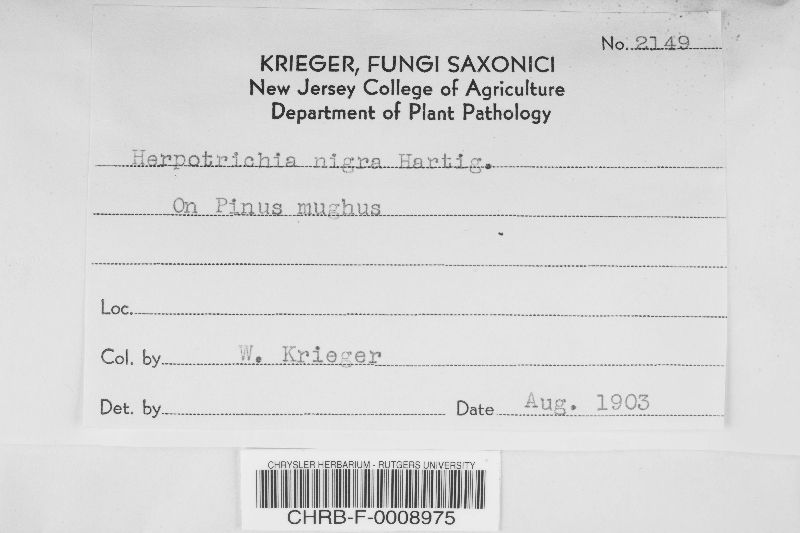 No. 2149
KRIEGER, FUNGI SAXONICI
New Jersey College of Agriculture
Department of Plant Pathology
Herpotrichia nigra Hartig.
On Pinus mughus
Loc.
Col. by W. Krieger
Det. by Date Aug. 1903
CHRYSLER HERBARIUM - RUTGERS UNIVERSITY
CHRB-F-0008975